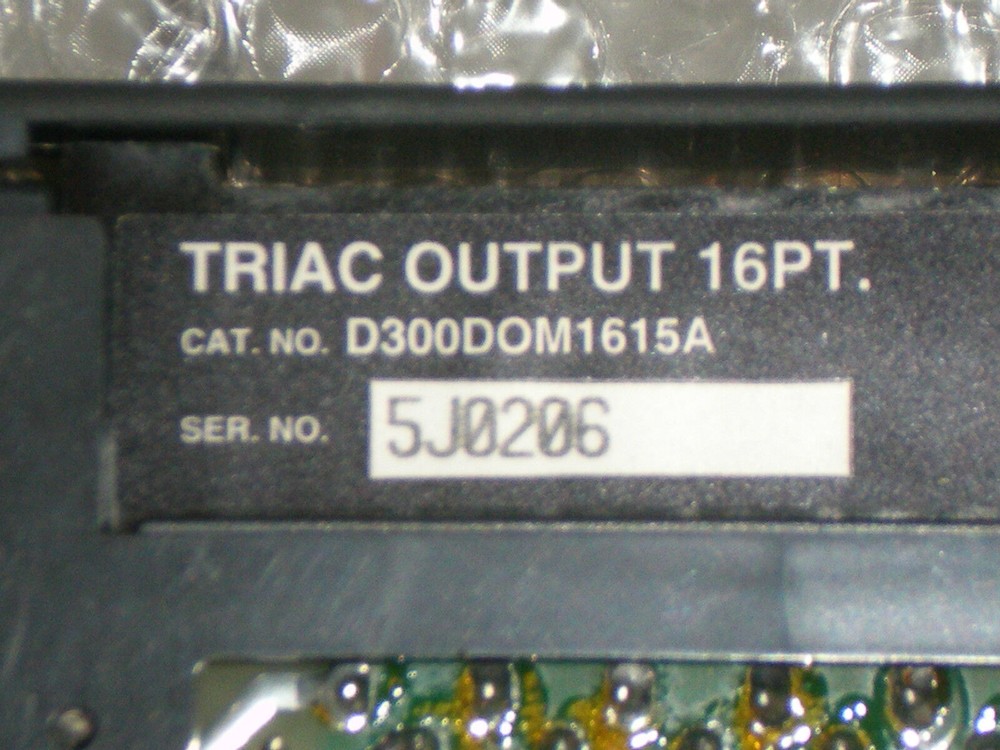 TRIAC OUTPUT 16PT.
CAT. NO. D300DOM1615A
SER. NO. 5J0206